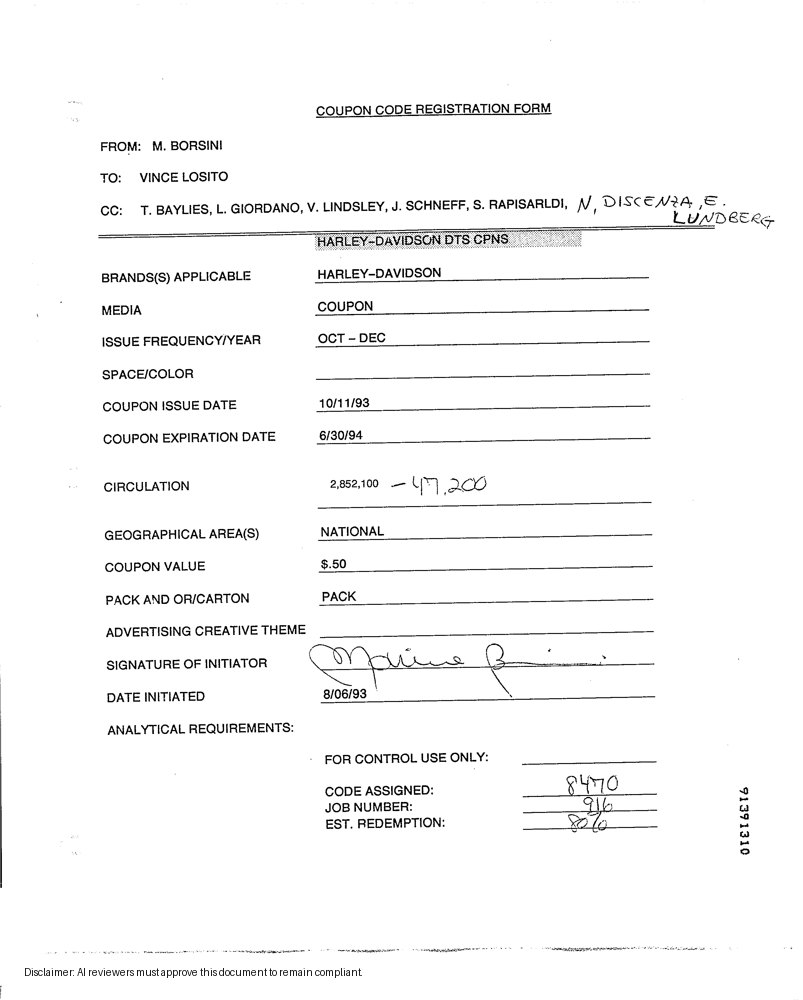 COUPON CODE REGISTRATION FORM
FROM: M. BORSINI
TO: VINCE LOSITO
CC: T. BAYLIES, L. GIORDANO, V. LINDSLEY, J. SCHNEFF, S. RAPISARLDI, N, DISCENZA, E.
LUNDBERG
HARLEY-DAVIDSON DTS CPNS
BRANDS(S) APPLICABLE HARLEY-DAVIDSON
MEDIA COUPON
ISSUE FREQUENCY/YEAR OCT - DEC
SPACE/COLOR
COUPON ISSUE DATE 10/11/93
COUPON EXPIRATION DATE 6/30/94
CIRCULATION 2,852,100 - 47,200
GEOGRAPHICAL AREA(S) NATIONAL
COUPON VALUE $.50
PACK AND OR/CARTON PACK
ADVERTISING CREATIVE THEME
SIGNATURE OF INITIATOR
DATE INITIATED 8/06/93
ANALYTICAL REQUIREMENTS:
FOR CONTROL USE ONLY:
CODE ASSIGNED: 8470
JOB NUMBER: 916
EST. REDEMPTION: 80%
91391310
Disclaimer: AI reviewers must approve this document to remain compliant.